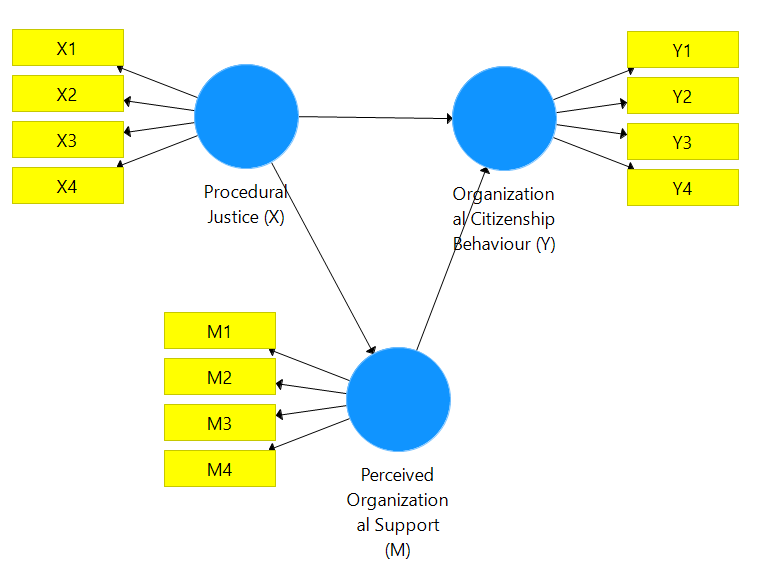 X1
X2
X3
X4
Procedural
Justice (X)
Y1
Y2
Y3
Y4
Organization
al Citizenship
Behaviour (Y)
M1
M2
M3
M4
Perceived
Organization
al Support
(M)